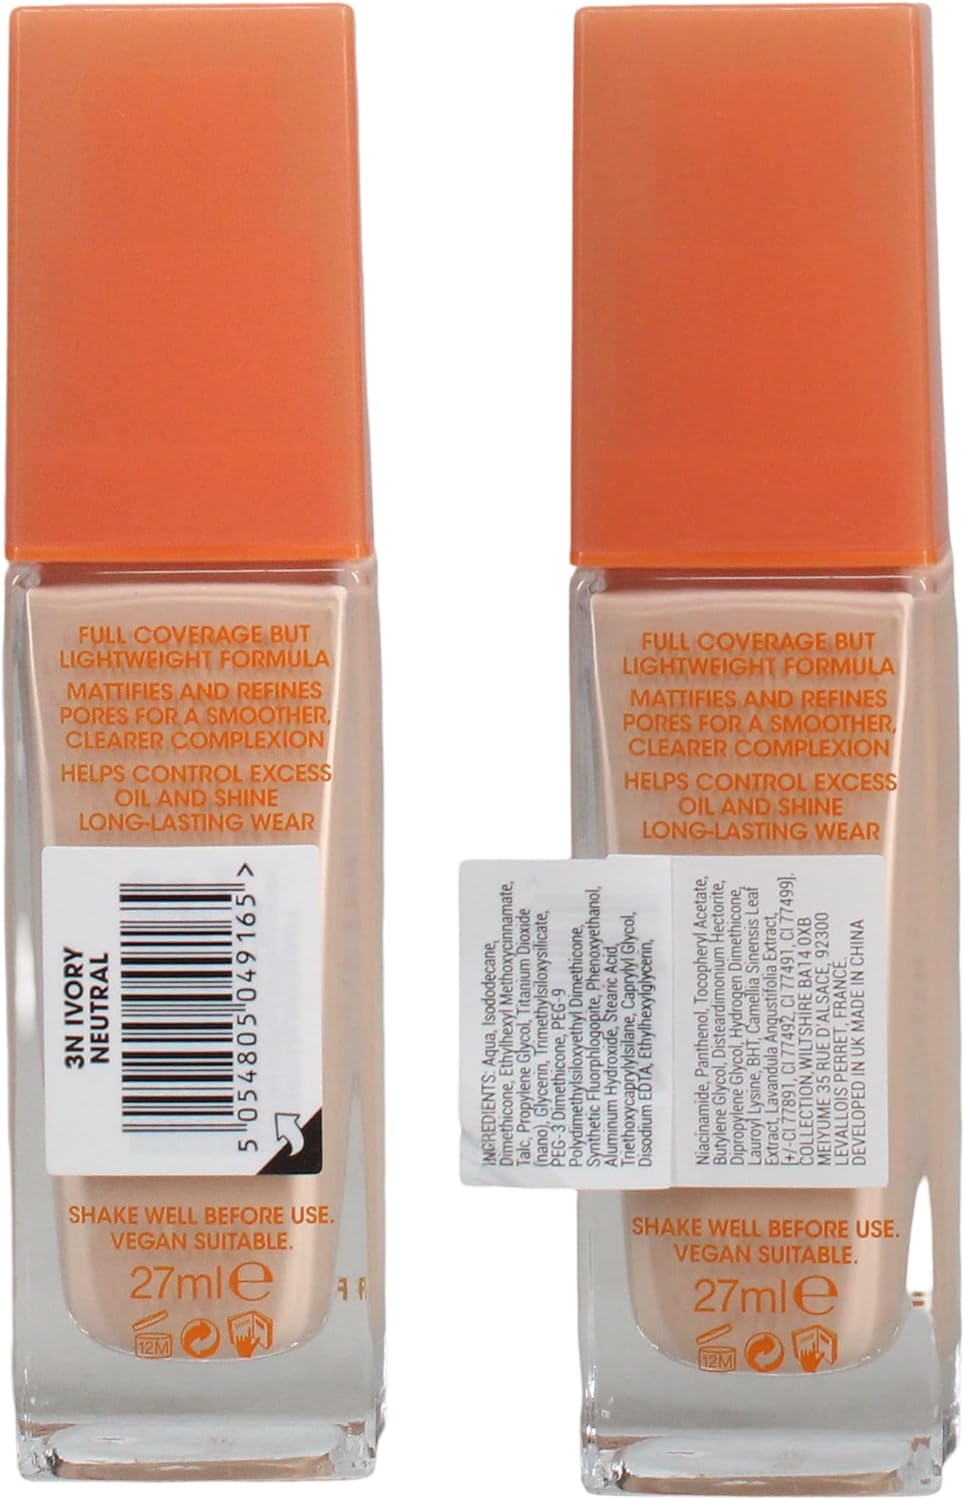 FULL COVERAGE BUT
LIGHTWEIGHT FORMULA
MATTIFIES AND REFINES
PORES FOR A SMOOTHER,
CLEARER COMPLEXION
HELPS CONTROL EXCESS
OIL AND SHINE
LONG-LASTING WEAR
3N IVORY
NEUTRAL
5 054805 049165 >
SHAKE WELL BEFORE USE.
VEGAN SUITABLE.
27ml e
12M
FULL COVERAGE BUT
LIGHTWEIGHT FORMULA
MATTIFIES AND REFINES
PORES FOR A SMOOTHER,
CLEARER COMPLEXION
HELPS CONTROL EXCESS
OIL AND SHINE
LONG-LASTING WEAR
INGREDIENTS: Aqua, Isododecane,
Dimethicone, Ethylhexyl Methoxycinnamate,
Talc, Propylene Glycol, Titanium Dioxide
(nano), Glycerin, Trimethylsiloxysilicate,
PEG-3 Dimethicone, PEG-9
Polydimethylsiloxyethyl Dimethicone,
Synthetic Fluorphlogopite, Phenoxyethanol,
Aluminum Hydroxide, Stearic Acid,
Triethoxycaprylylsilane, Caprylyl Glycol,
Disodium EDTA, Ethylhexylglycerin,
Niacinamide, Panthenol, Tocopheryl Acetate,
Butylene Glycol, Disteardimonium Hectorite,
Dipropylene Glycol, Hydrogen Dimethicone,
Lauroyl Lysine, BHT, Camellia Sinensis Leaf
Extract, Lavandula Angustifolia Extract,
[+/-CI 77891, CI 77492, CI 77491, CI 77499].
COLLECTION,WILTSHIRE BA14 0XB
MEIYUME 35 RUE D'ALSACE, 92300
LEVALLOIS PERRET, FRANCE.
DEVELOPED IN UK MADE IN CHINA
SHAKE WELL BEFORE USE.
VEGAN SUITABLE.
27ml e
12M